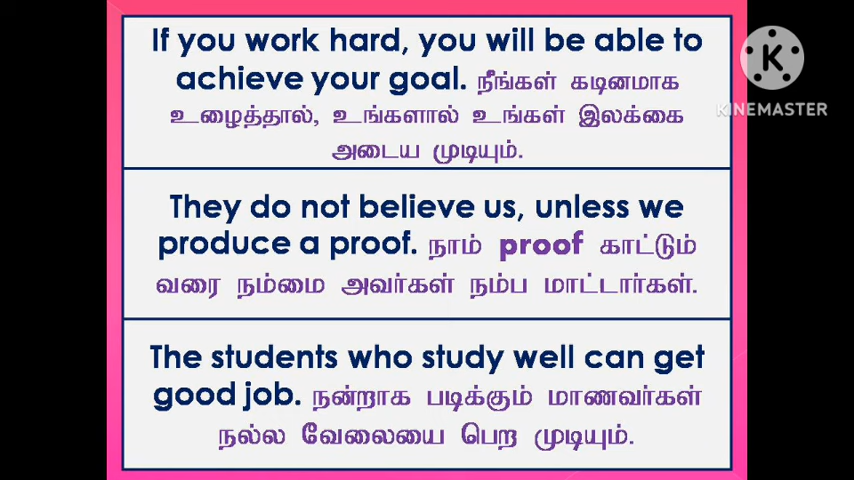 If you work hard, you will be able to
achieve your goal. நீங்கள் கடினமாக
உழைத்தால், உங்களால் உங்கள் இலக்கை
அடைய முடியும்.
They do not believe us, unless we
produce a proof. நாம் proof காட்டும்
வரை நம்மை அவர்கள் நம்ப மாட்டார்கள்.
The students who study well can get
good job. நன்றாக படிக்கும் மாணவர்கள்
நல்ல வேலையை பெற முடியும்.
K
KINEMASTER